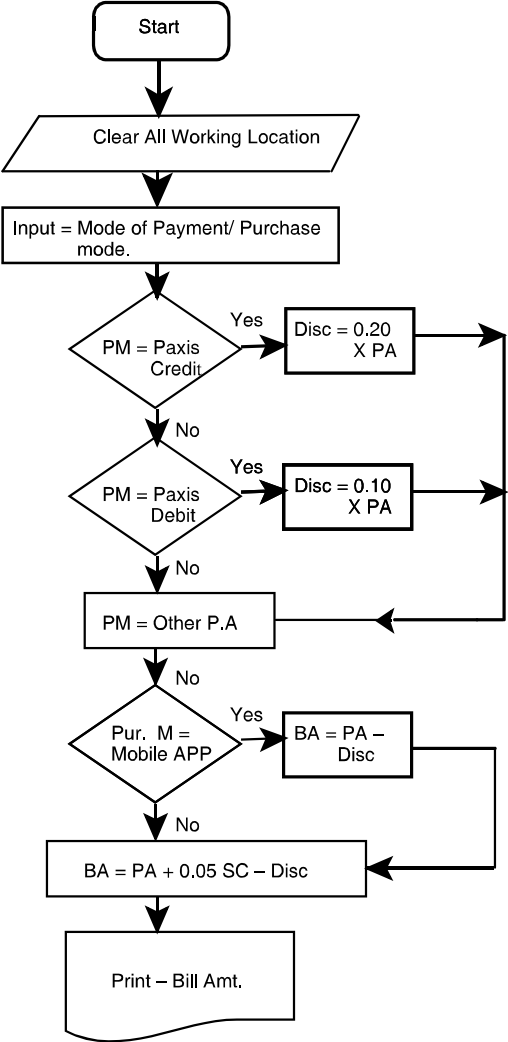 Start
Clear All Working Location
Input = Mode of Payment/ Purchase
mode.
Yes
PM = Paxis
Credit
Disc = 0.20
X PA
No
Yes
PM = Paxis
Debit
Disc = 0.10
X PA
No
PM = Other P.A
No
Yes
Pur. M =
Mobile APP
BA = PA –
Disc
No
BA = PA + 0.05 SC – Disc
Print – Bill Amt.